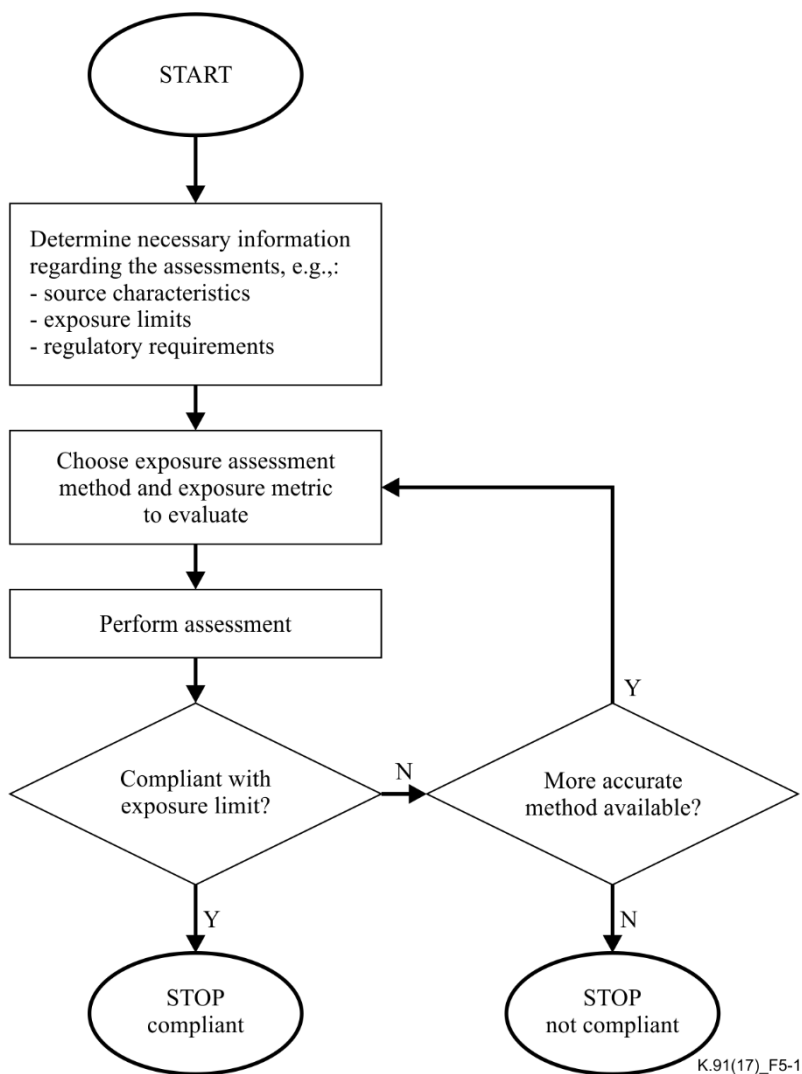 START
Determine necessary information
regarding the assessments, e.g.,:
- source characteristics
- exposure limits
- regulatory requirements
Choose exposure assessment
method and exposure metric
to evaluate
Perform assessment
Compliant with
exposure limit?
N
More accurate
method available?
Y
Y
N
STOP
compliant
STOP
not compliant
K.91(17)_F5-1